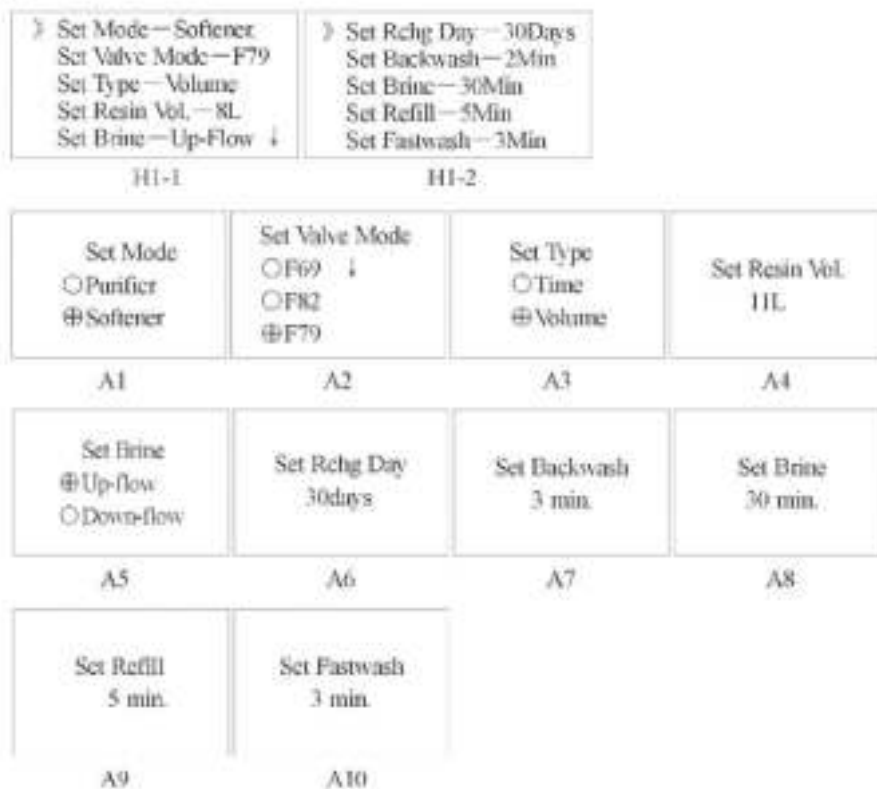 》 Set Mode—Softener
Set Valve Mode—F79
Set Type—Volume
Set Resin Vol.—8L
Set Brine—Up-Flow ↓
H1-1
》 Set Rchg Day—30Days
Set Backwash—2Min
Set Brine—30Min
Set Refill—5Min
Set Fastwash—3Min
H1-2
Set Mode
○Purifier
⊕Softener
A1
Set Valve Mode
○F69 ↓
○F82
⊕F79
A2
Set Type
○Time
⊕Volume
A3
Set Resin Vol.
11L
A4
Set Brine
⊕Up-flow
○Down-flow
A5
Set Rchg Day
30days
A6
Set Backwash
3 min.
A7
Set Brine
30 min.
A8
Set Refill
5 min.
A9
Set Fastwash
3 min.
A10